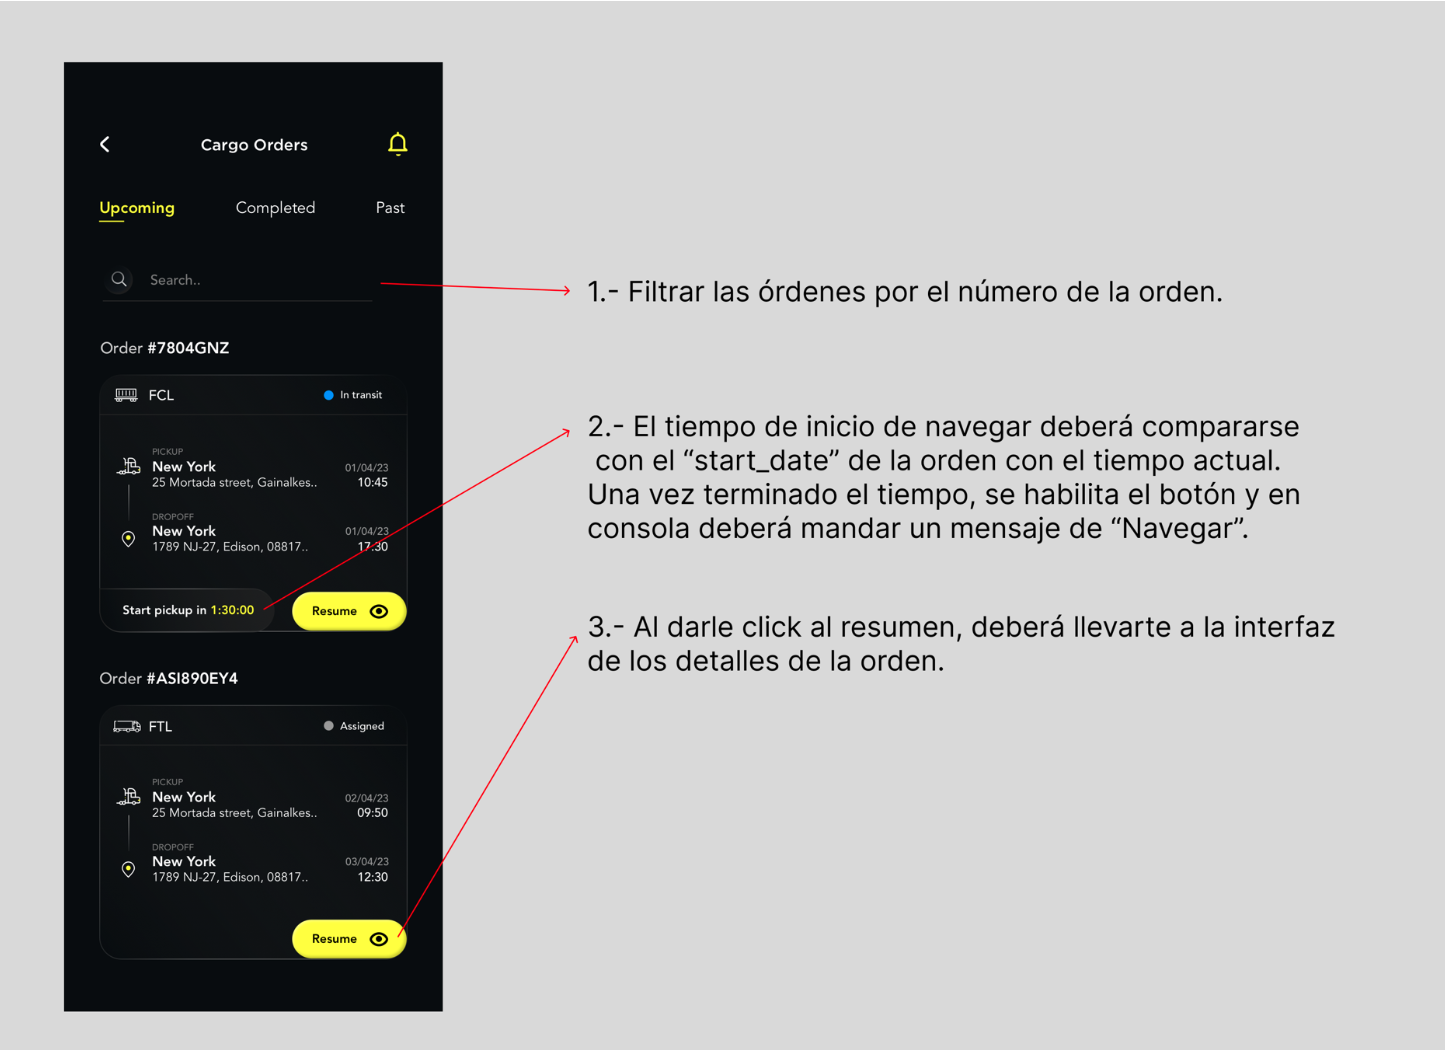 Cargo Orders
Upcoming Completed Past
Search..
1.- Filtrar las órdenes por el número de la orden.
Order #7804GNZ
FCL In transit
PICKUP
New York 01/04/23
25 Mortada street, Gainalkes.. 10:45
DROPOFF
New York 01/04/23
1789 NJ-27, Edison, 08817.. 17:30
Start pickup in 1:30:00 Resume
2.- El tiempo de inicio de navegar deberá compararse
con el “start_date” de la orden con el tiempo actual.
Una vez terminado el tiempo, se habilita el botón y en
consola deberá mandar un mensaje de “Navegar”.
3.- Al darle click al resumen, deberá llevarte a la interfaz
de los detalles de la orden.
Order #ASI890EY4
FTL Assigned
PICKUP
New York 02/04/23
25 Mortada street, Gainalkes.. 09:50
DROPOFF
New York 03/04/23
1789 NJ-27, Edison, 08817.. 12:30
Resume